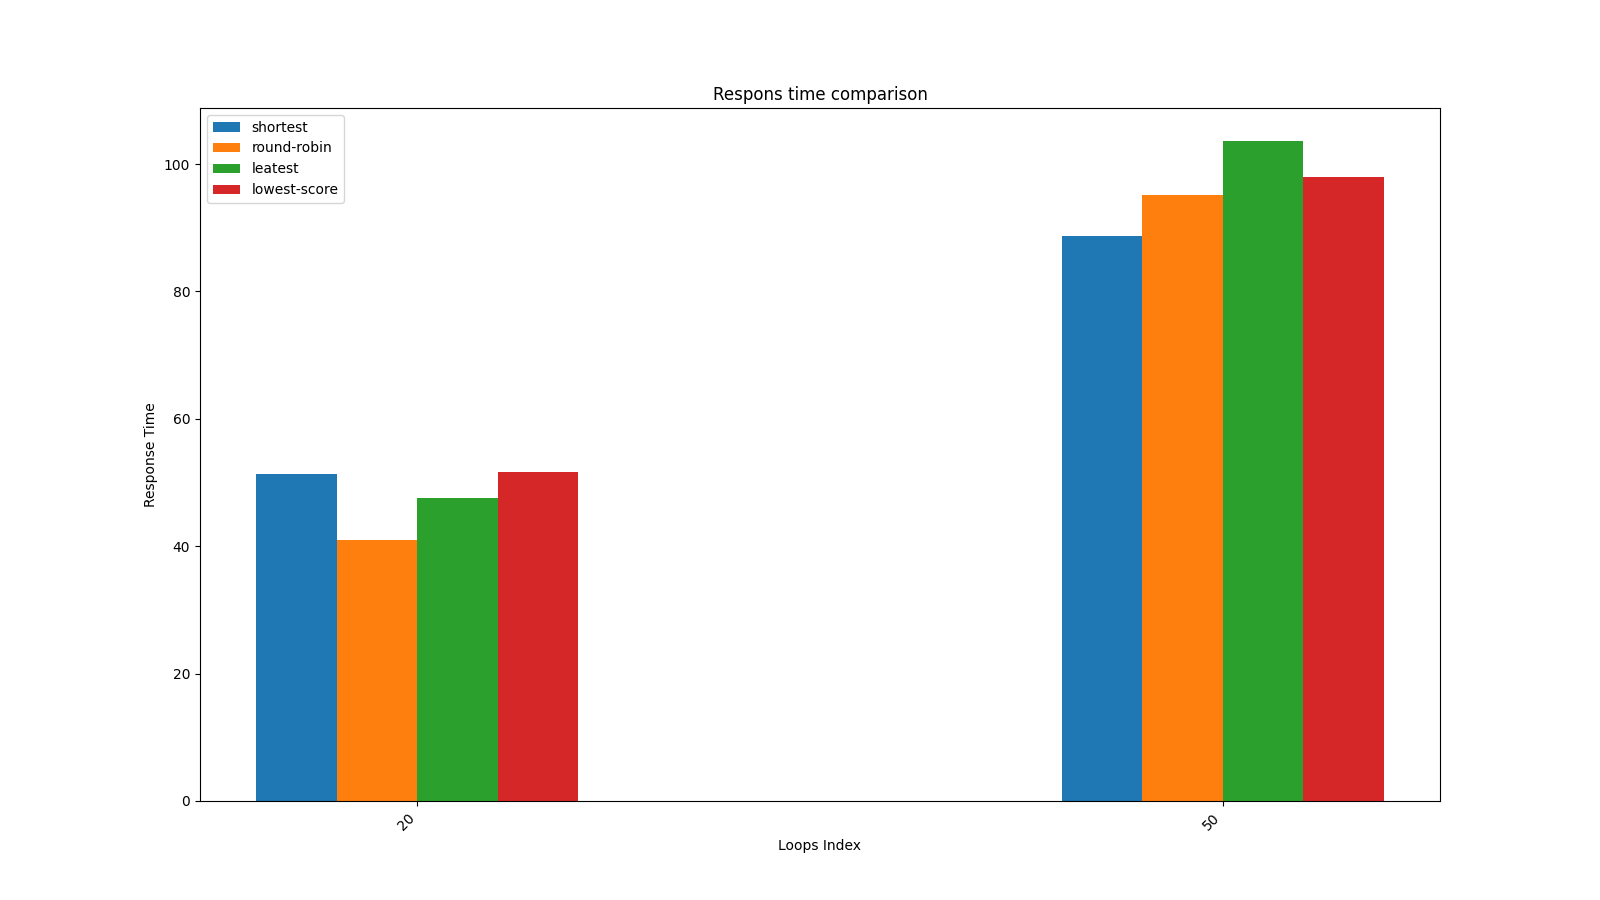 Respons time comparison
shortest
round-robin
leatest
lowest-score
Response Time
100
80
60
40
20
0
20
50
Loops Index